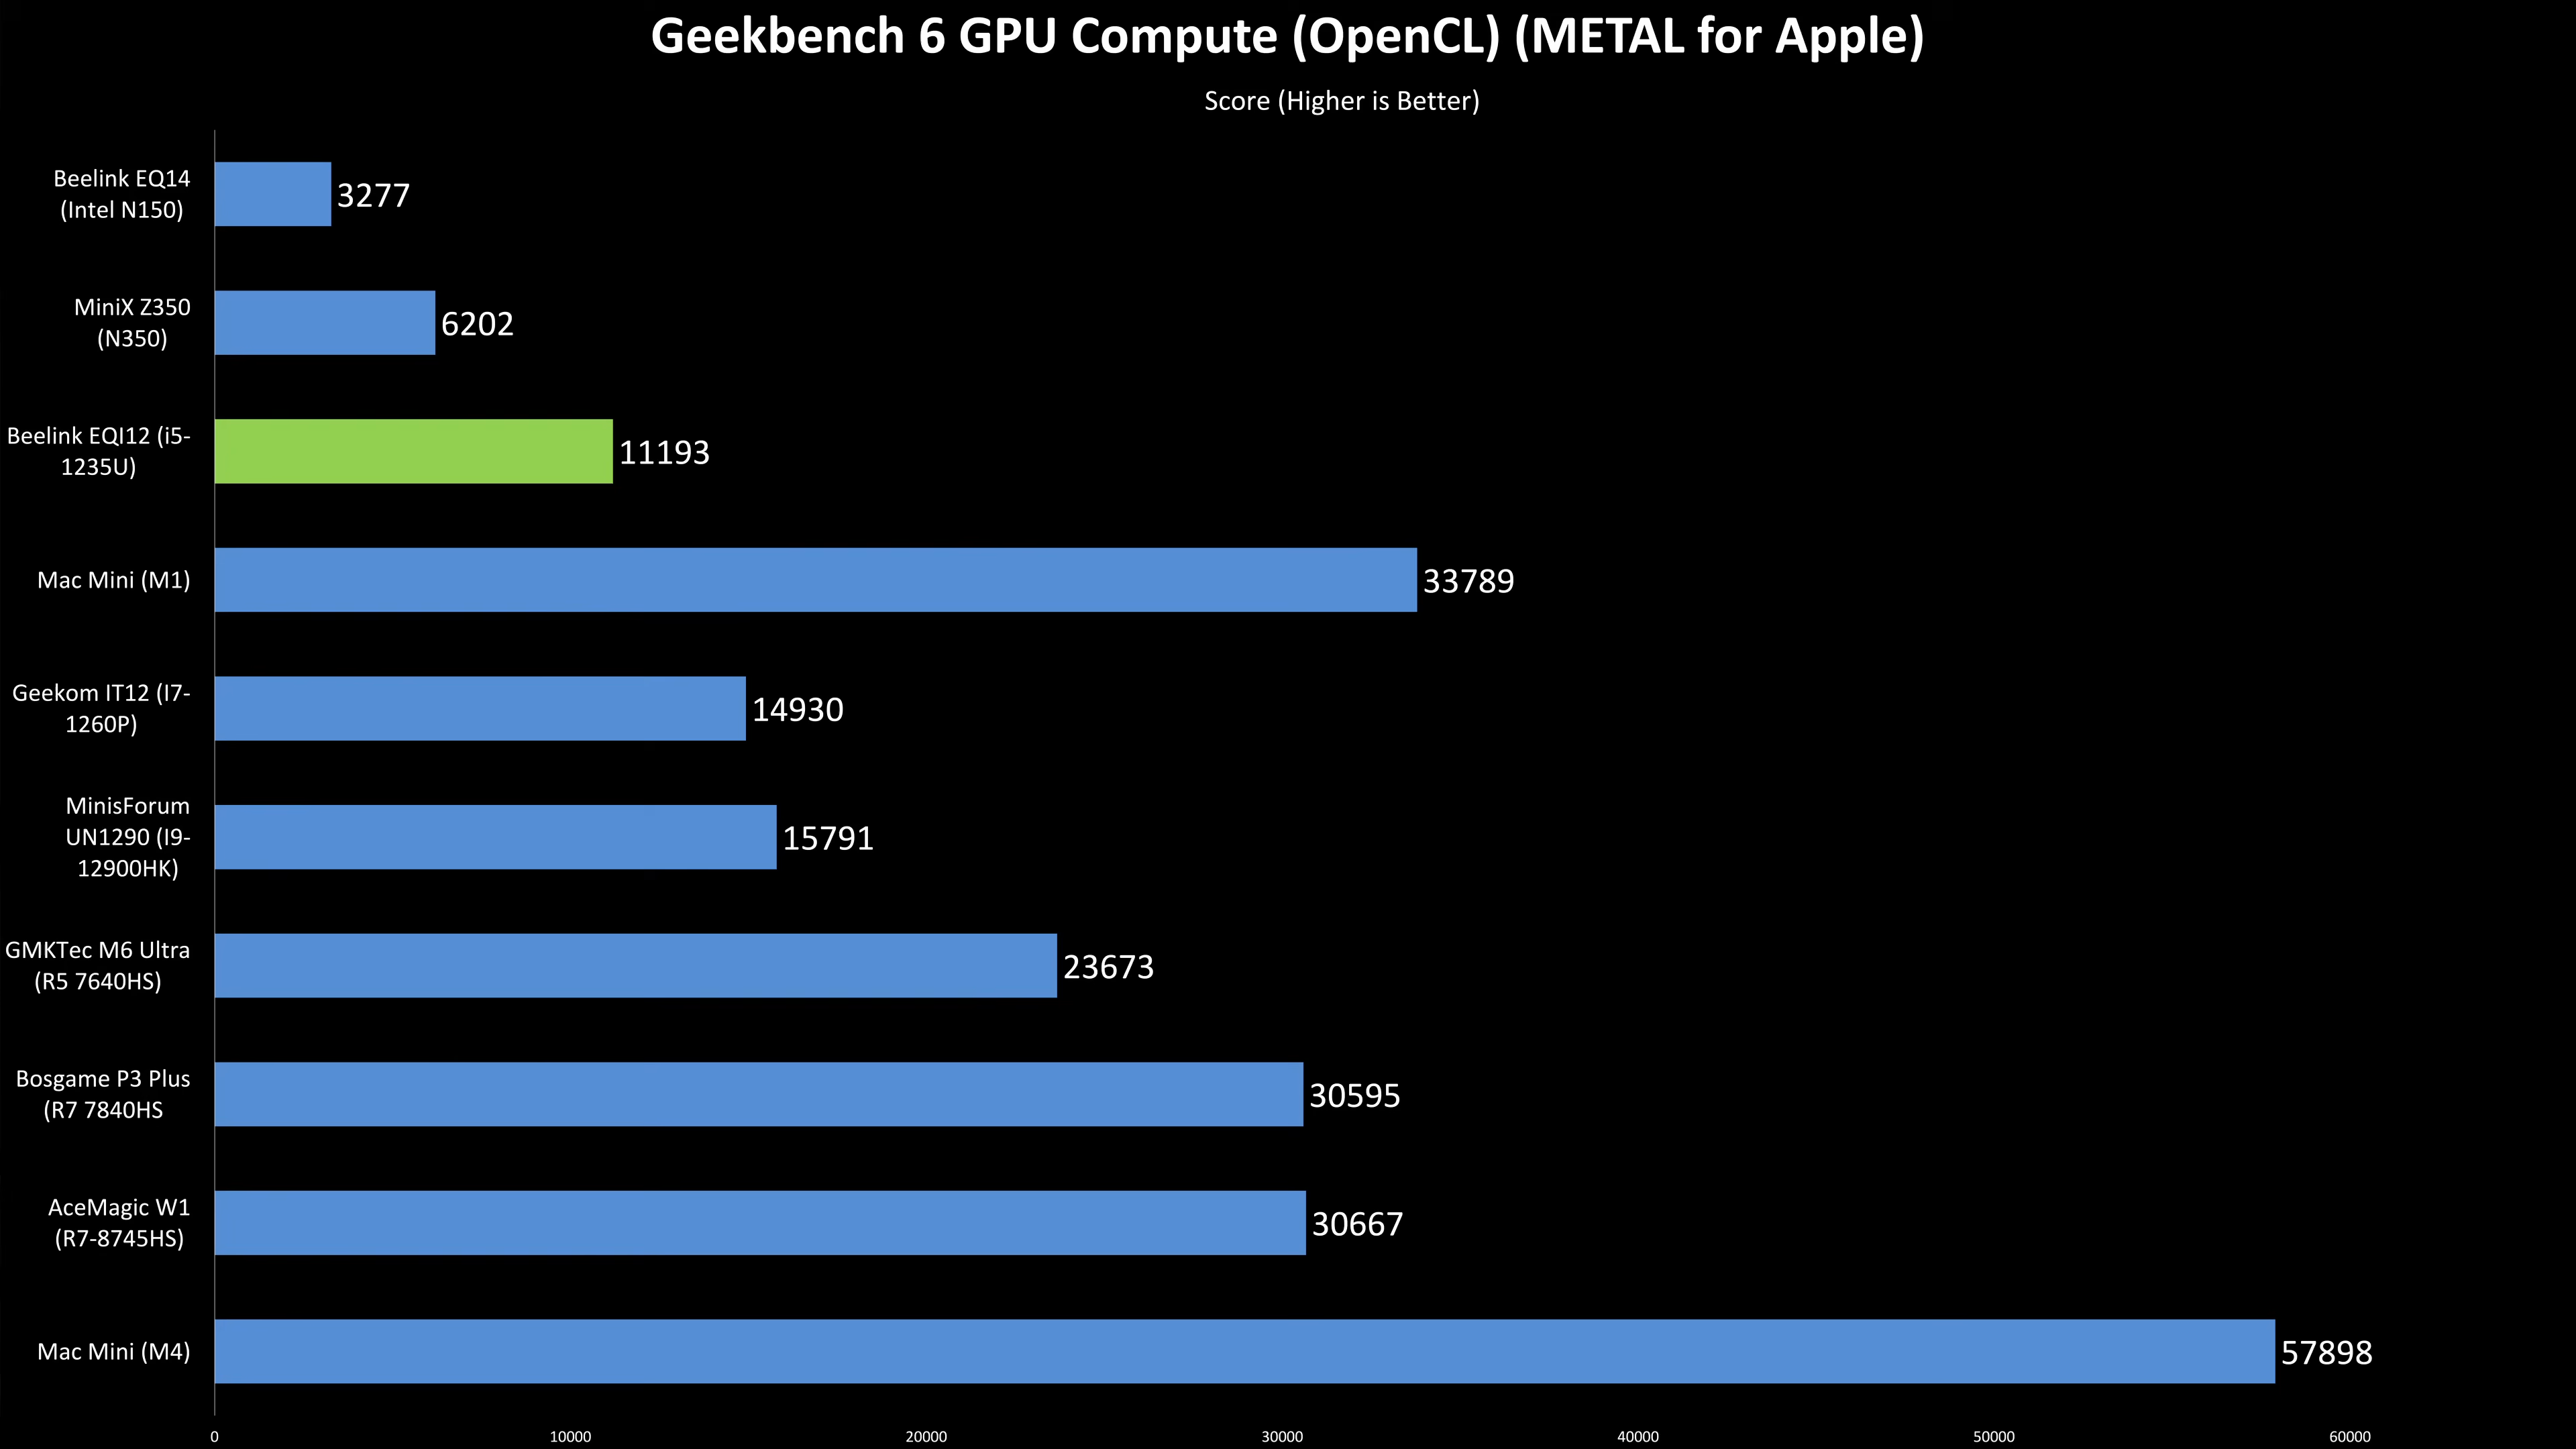 Geekbench 6 GPU Compute (OpenCL) (METAL for Apple)
Score (Higher is Better)
Beelink EQ14
(Intel N150)
3277
MiniX Z350
(N350)
6202
Beelink EQI12 (i5-
1235U)
11193
Mac Mini (M1)
33789
Geekom IT12 (I7-
1260P)
14930
MinisForum
UN1290 (I9-
12900HK)
15791
GMKTec M6 Ultra
(R5 7640HS)
23673
Bosgame P3 Plus
(R7 7840HS
30595
AceMagic W1
(R7-8745HS)
30667
Mac Mini (M4)
57898
0 10000 20000 30000 40000 50000 60000